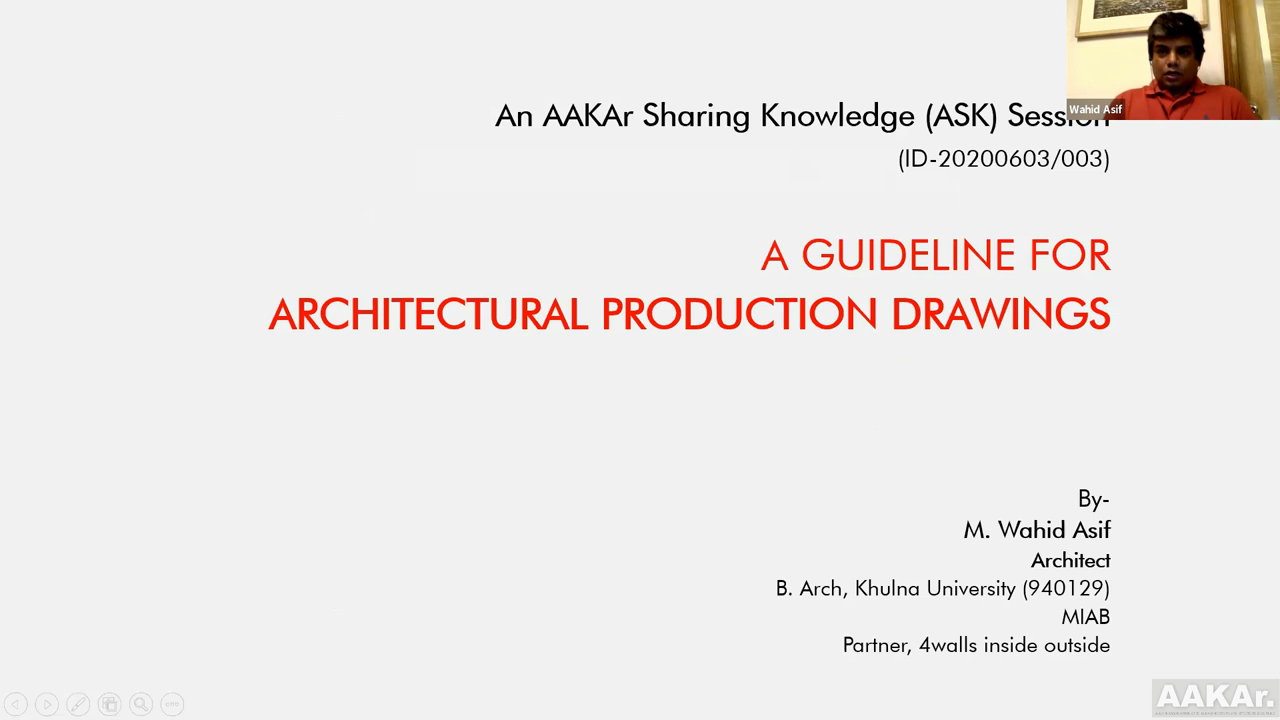 An AAKAr Sharing Knowledge (ASK) Session
(ID-20200603/003)
A GUIDELINE FOR
ARCHITECTURAL PRODUCTION DRAWINGS
By-
M. Wahid Asif
Architect
B. Arch, Khulna University (940129)
MIAB
Partner, 4walls inside outside
Wahid Asif
AAKAr.